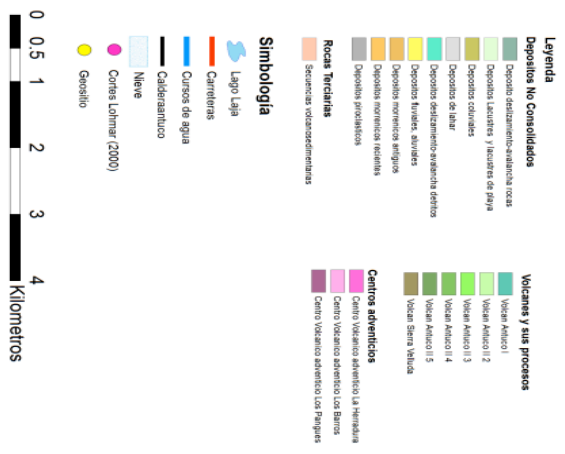 Leyenda
Depositos No Consolidados
Deposito deslizamiento-avalancha rocas
Depositos Lacustres y lacustres de playa
Depositos coluviales
Depositos de lahar
Depositos deslizamiento-avalancha detritos
Depositos fluviales, aluviales
Depositos morrenicos antiguos
Depositos morrenicos recientes
Depositos piroclasticos
Rocas Terciarias
Secuencias volcanosedimentarias
Volcanes y sus procesos
Volcan Antuco I
Volcan Antuco II 2
Volcan Antuco II 3
Volcan Antuco II 4
Volcan Antuco II 5
Volcan Sierra Velluda
Centros adventicios
Centro Volcanico adventicio La Herradura
Centro Volcanico adventicio Los Barros
Centro Volcanico adventicio Los Pangues
Simbología
Lago Laja
Carreteras
Cursos de agua
Calderaantuco
Nieve
Cortes Lohmar (2000)
Geositio
0 0.5 1 2 3 4
Kilometros